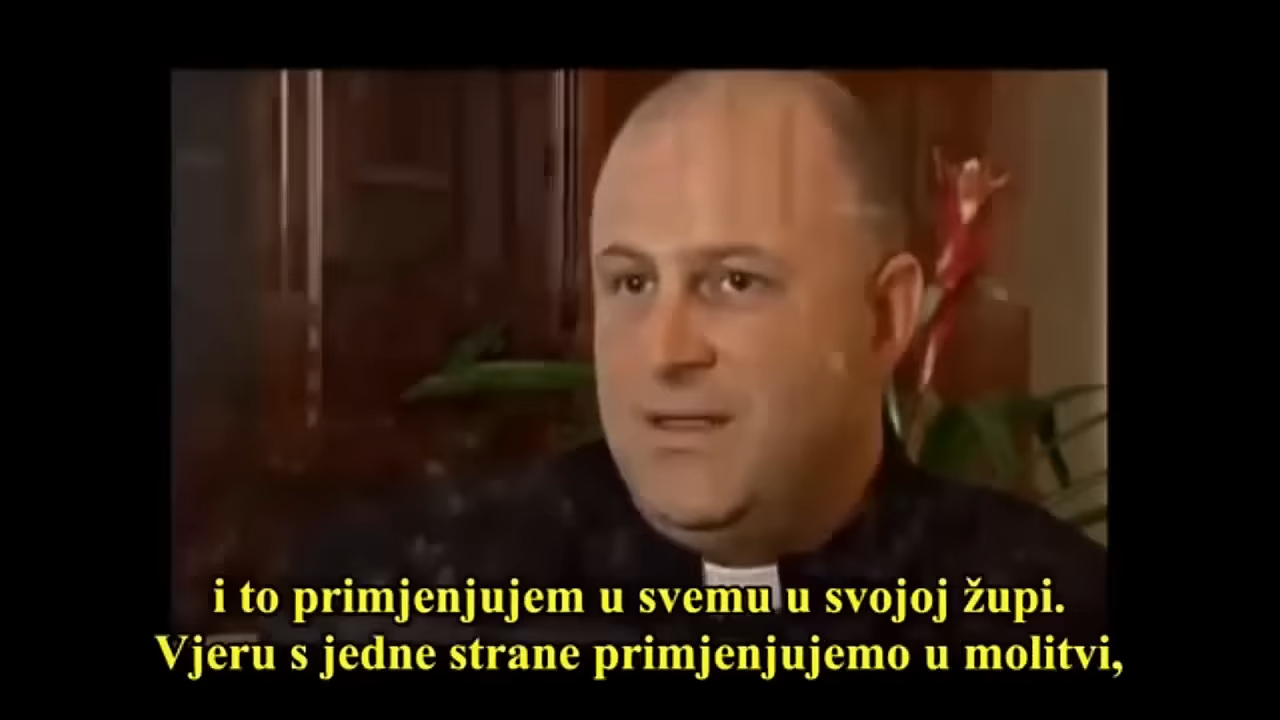 i to primjenjujem u svemu u svojoj župi.
Vjeru s jedne strane primjenjujemo u molitvi,